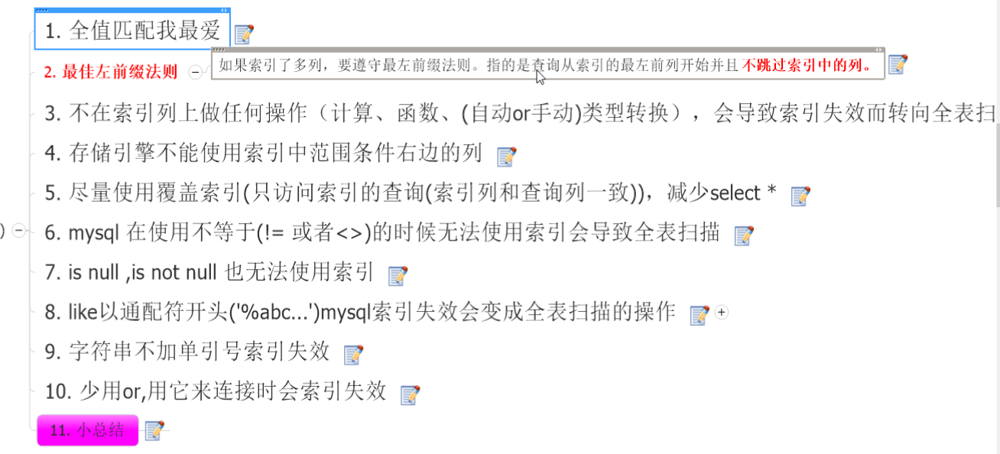 1. 全值匹配我最爱
2. 最佳左前缀法则
如果索引了多列，要遵守最左前缀法则。指的是查询从索引的最左前列开始并且不跳过索引中的列。
3. 不在索引列上做任何操作（计算、函数、(自动or手动)类型转换），会导致索引失效而转向全表扫
4. 存储引擎不能使用索引中范围条件右边的列
5. 尽量使用覆盖索引(只访问索引的查询(索引列和查询列一致))，减少select *
)
6. mysql 在使用不等于(!= 或者<>)的时候无法使用索引会导致全表扫描
7. is null ,is not null 也无法使用索引
8. like以通配符开头('%abc...')mysql索引失效会变成全表扫描的操作
9. 字符串不加单引号索引失效
10. 少用or,用它来连接时会索引失效
11. 小总结